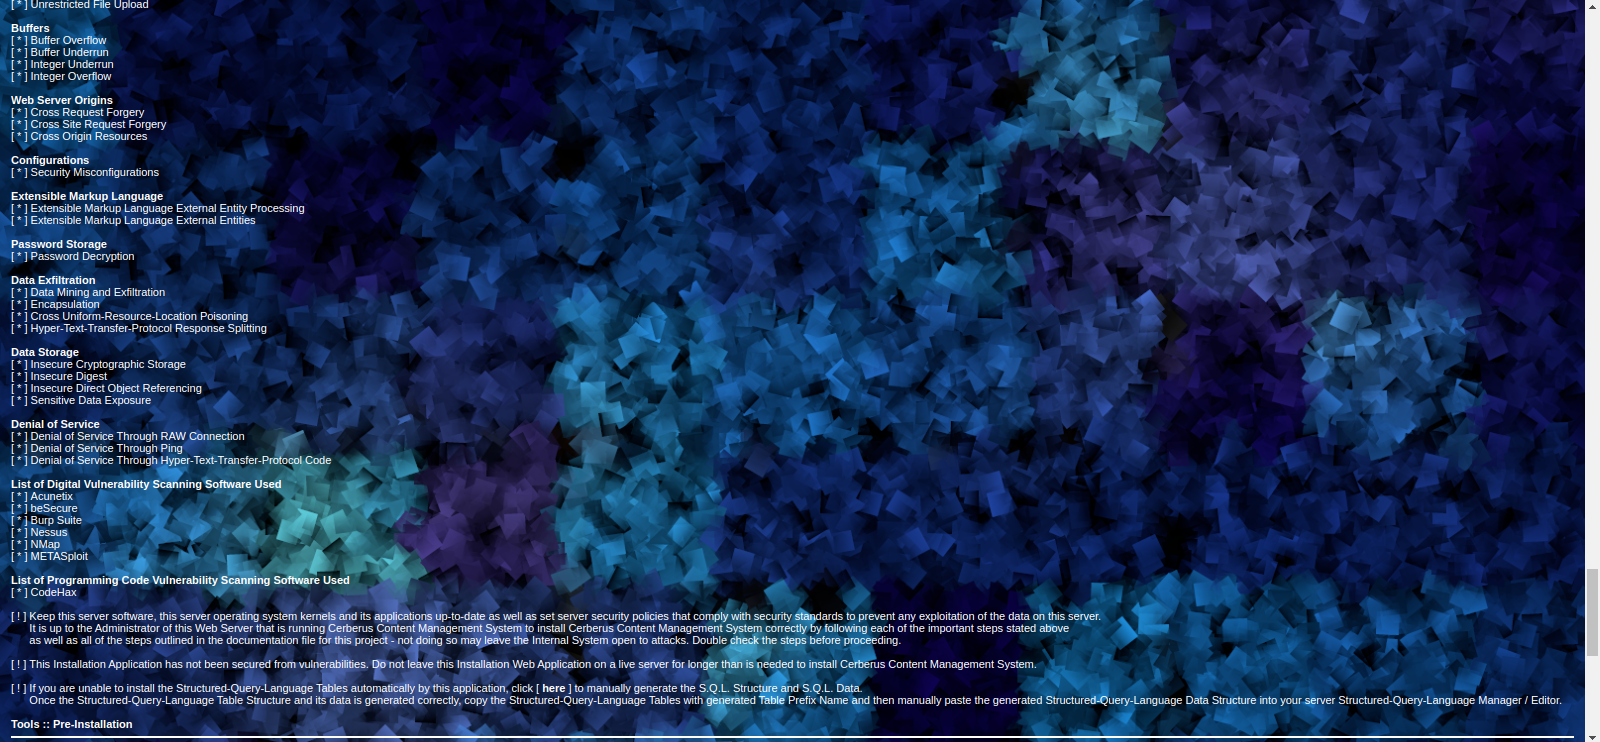 [ * ] Unrestricted File Upload
Buffers
[ * ] Buffer Overflow
[ * ] Buffer Underrun
[ * ] Integer Underrun
[ * ] Integer Overflow
Web Server Origins
[ * ] Cross Request Forgery
[ * ] Cross Site Request Forgery
[ * ] Cross Origin Resources
Configurations
[ * ] Security Misconfigurations
Extensible Markup Language
[ * ] Extensible Markup Language External Entity Processing
[ * ] Extensible Markup Language External Entities
Password Storage
[ * ] Password Decryption
Data Exfiltration
[ * ] Data Mining and Exfiltration
[ * ] Encapsulation
[ * ] Cross Uniform-Resource-Location Poisoning
[ * ] Hyper-Text-Transfer-Protocol Response Splitting
Data Storage
[ * ] Insecure Cryptographic Storage
[ * ] Insecure Digest
[ * ] Insecure Direct Object Referencing
[ * ] Sensitive Data Exposure
Denial of Service
[ * ] Denial of Service Through RAW Connection
[ * ] Denial of Service Through Ping
[ * ] Denial of Service Through Hyper-Text-Transfer-Protocol Code
List of Digital Vulnerability Scanning Software Used
[ * ] Acunetix
[ * ] beSecure
[ * ] Burp Suite
[ * ] Nessus
[ * ] NMap
[ * ] METASploit
List of Programming Code Vulnerability Scanning Software Used
[ * ] CodeHax
[ ! ] Keep this server software, this server operating system kernels and its applications up-to-date as well as set server security policies that comply with security standards to prevent any exploitation of the data on this server.
It is up to the Administrator of this Web Server that is running Cerberus Content Management System to install Cerberus Content Management System correctly by following each of the important steps stated above
as well as all of the steps outlined in the documentation file for this project - not doing so may leave the Internal System open to attacks. Double check the steps before proceeding.
[ ! ] This Installation Application has not been secured from vulnerabilities. Do not leave this Installation Web Application on a live server for longer than is needed to install Cerberus Content Management System.
[ ! ] If you are unable to install the Structured-Query-Language Tables automatically by this application, click [ here ] to manually generate the S.Q.L. Structure and S.Q.L. Data.
Once the Structured-Query-Language Table Structure and its data is generated correctly, copy the Structured-Query-Language Tables with generated Table Prefix Name and then manually paste the generated Structured-Query-Language Data Structure into your server Structured-Query-Language Manager / Editor.
Tools :: Pre-Installation